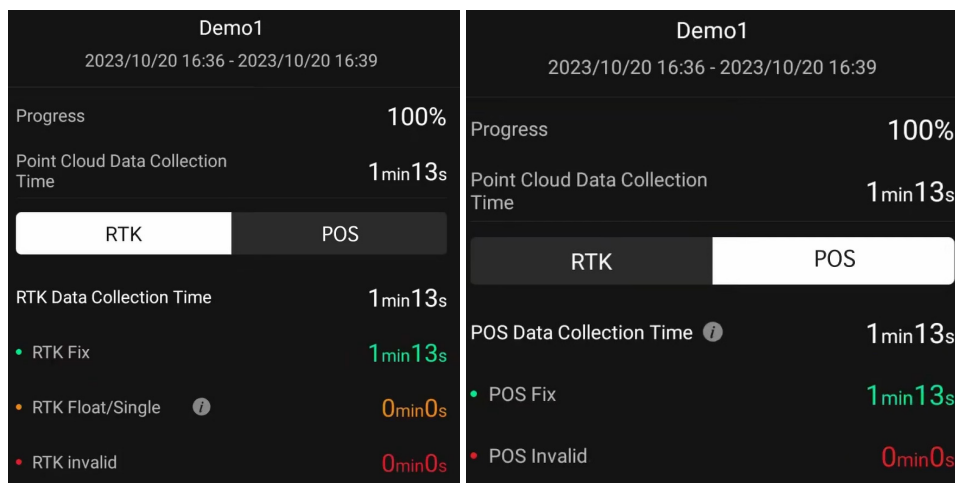 Demo1
2023/10/20 16:36 - 2023/10/20 16:39
Progress 100%
Point Cloud Data Collection
Time 1min13s
RTK POS
RTK Data Collection Time 1min13s
• RTK Fix 1min13s
• RTK Float/Single i 0min0s
• RTK invalid 0min0s
Demo1
2023/10/20 16:36 - 2023/10/20 16:39
Progress 100%
Point Cloud Data Collection
Time 1min13s
RTK POS
POS Data Collection Time i 1min13s
• POS Fix 1min13s
• POS Invalid 0min0s